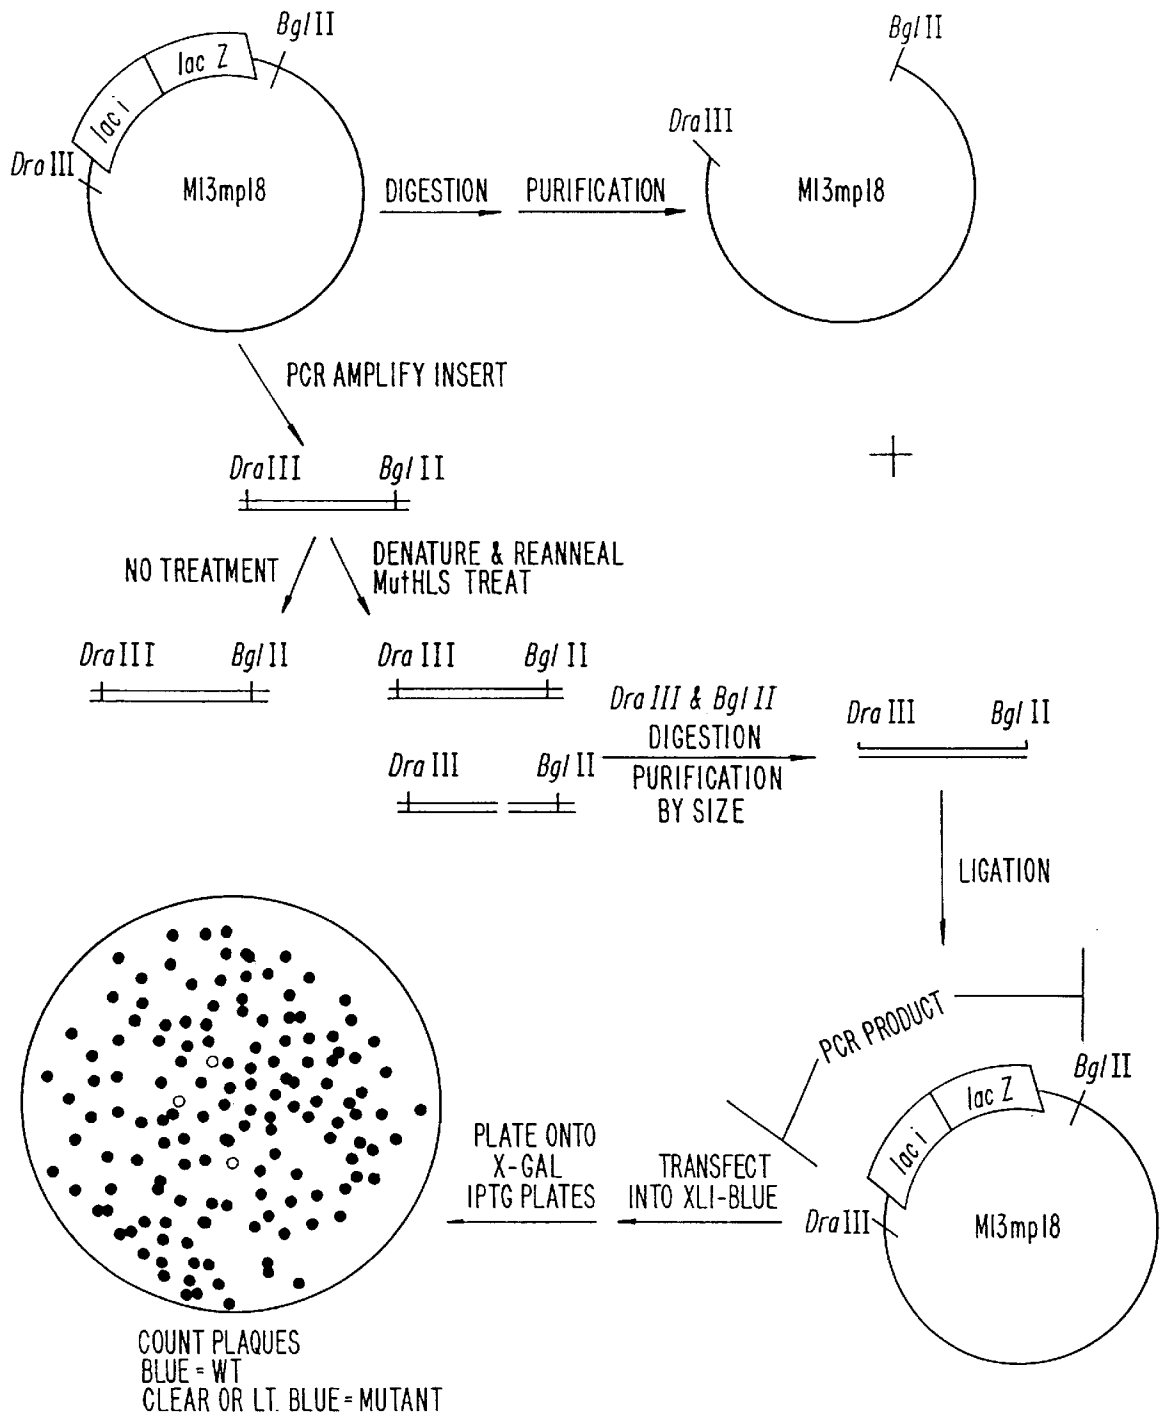 Bgl II
lac Z
lac i
Dra III
M13mp18
DIGESTION
PURIFICATION
Bgl II
Dra III
M13mp18
PCR AMPLIFY INSERT
Dra III
Bgl II
NO TREATMENT
DENATURE & REANNEAL
MutHLS TREAT
Dra III
Bgl II
Dra III
Bgl II
Dra III
Bgl II
Dra III & Bgl II
DIGESTION
PURIFICATION
BY SIZE
Dra III
Bgl II
LIGATION
PCR PRODUCT
Bgl II
lac Z
lac i
Dra III
M13mp18
TRANSFECT
INTO XL1-BLUE
PLATE ONTO
X-GAL
IPTG PLATES
COUNT PLAQUES
BLUE = WT
CLEAR OR LT. BLUE = MUTANT